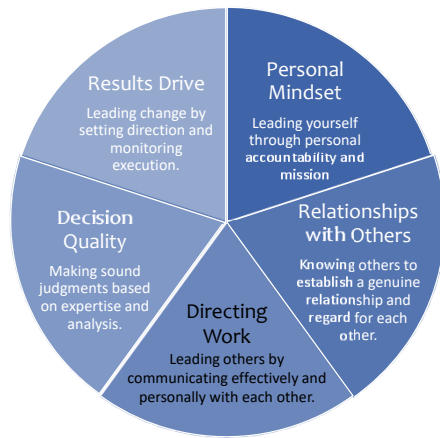 Personal
Mindset
Leading yourself
through personal
accountability and
mission
Relationships
with Others
Knowing others to
establish a genuine
relationship and
regard for each
other.
Directing
Work
Leading others by
communicating effectively and
personally with each other.
Decision
Quality
Making sound
judgments based
on expertise and
analysis.
Results Drive
Leading change by
setting direction and
monitoring
execution.